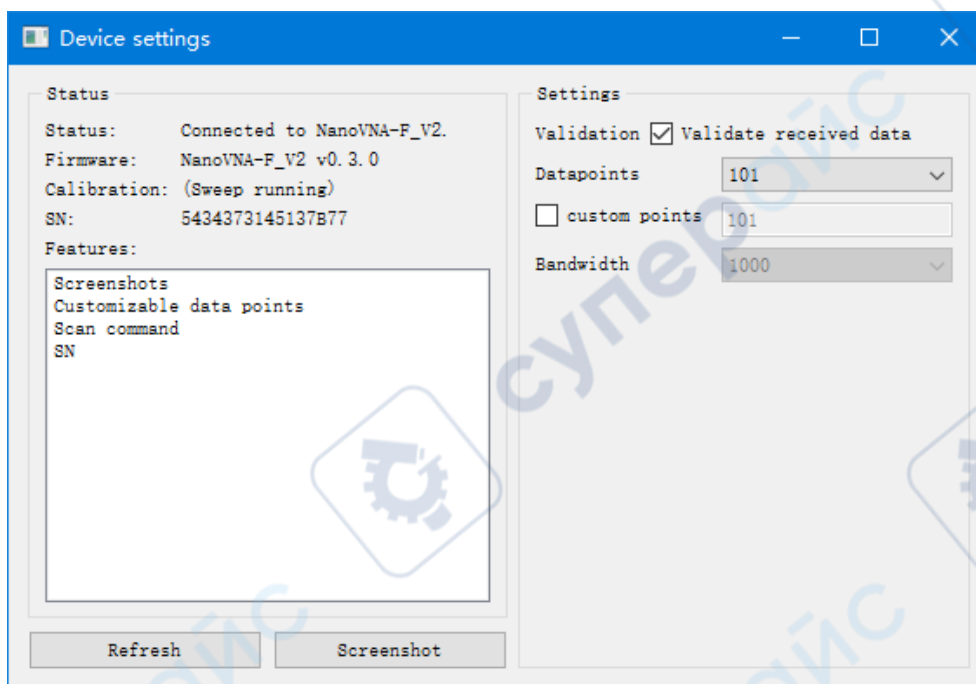 Device settings
Status
Status: Connected to NanoVNA-F_V2.
Firmware: NanoVNA-F_V2 v0.3.0
Calibration: (Sweep running)
SN: 5434373145137B77
Features:
Screenshots
Customizable data points
Scan command
SN
Refresh
Screenshot
Settings
Validation Validate received data
Datapoints 101
custom points 101
Bandwidth 1000
суперайс